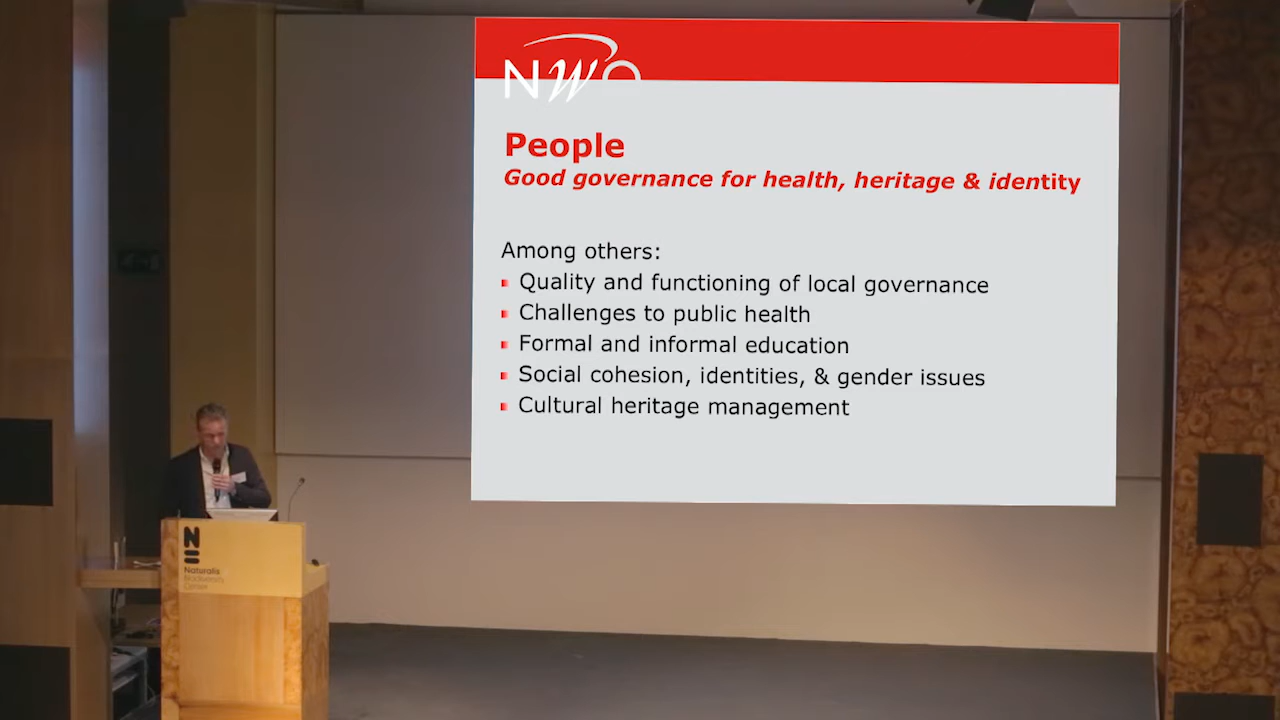 NWO
People
Good governance for health, heritage & identity
Among others:
Quality and functioning of local governance
Challenges to public health
Formal and informal education
Social cohesion, identities, & gender issues
Cultural heritage management
N
Naturalis
Biodiversity
Center